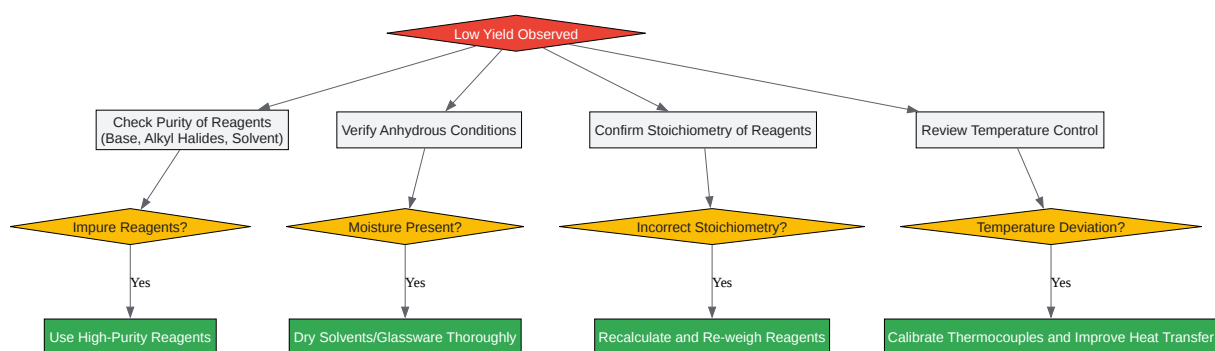 Low Yield Observed
Check Purity of Reagents
(Base, Alkyl Halides, Solvent)
Verify Anhydrous Conditions
Confirm Stoichiometry of Reagents
Review Temperature Control
Impure Reagents?
Moisture Present?
Incorrect Stoichiometry?
Temperature Deviation?
Yes
Yes
Yes
Yes
Use High-Purity Reagents
Dry Solvents/Glassware Thoroughly
Recalculate and Re-weigh Reagents
Calibrate Thermocouples and Improve Heat Transfer